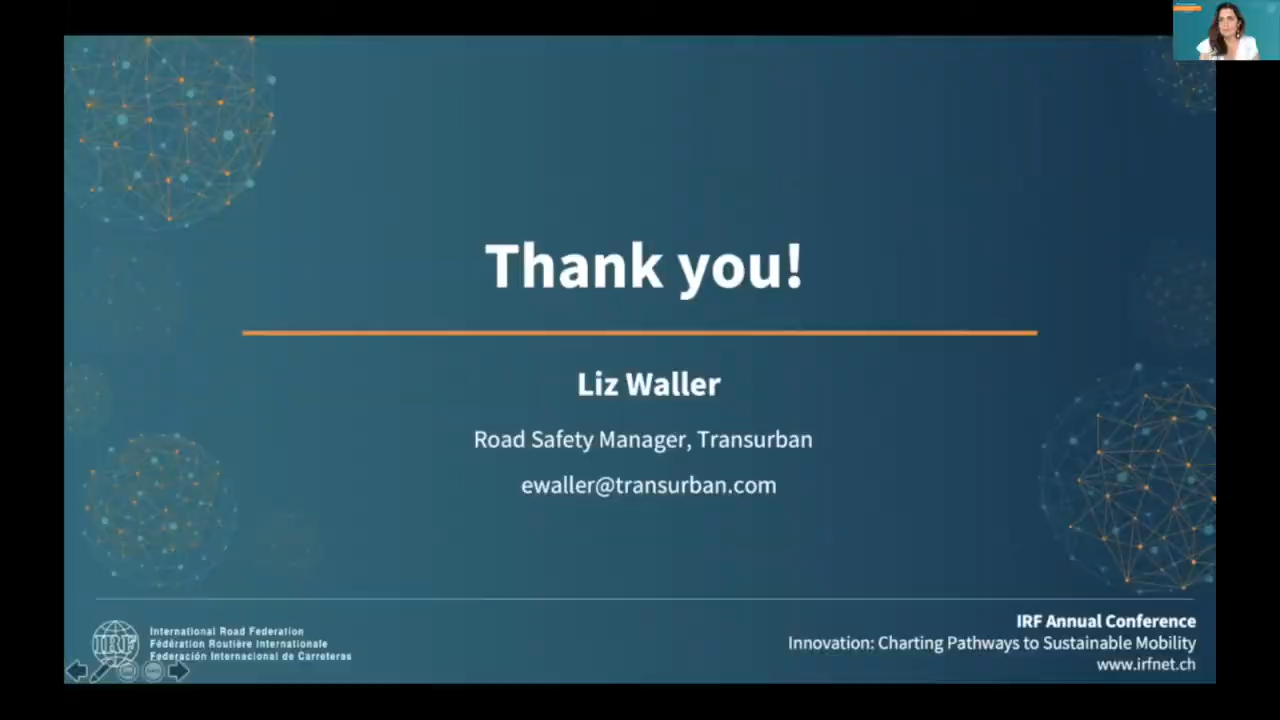 Thank you!
Liz Waller
Road Safety Manager, Transurban
ewaller@transurban.com
IRF
International Road Federation
Fédération Routière Internationale
Federación Internacional de Carreteras
IRF Annual Conference
Innovation: Charting Pathways to Sustainable Mobility
www.irfnet.ch